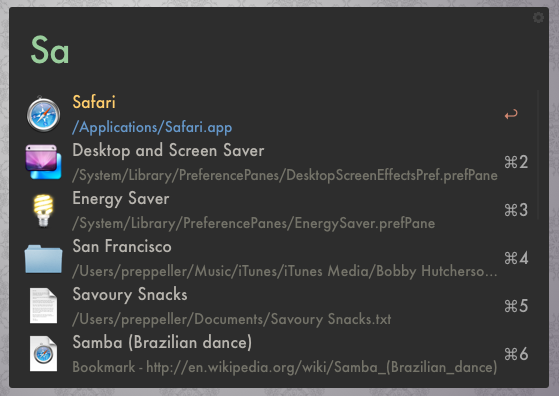 Sa
Safari
/Applications/Safari.app
↩
Desktop and Screen Saver
/System/Library/PreferencePanes/DesktopScreenEffectsPref.prefPane
⌘2
Energy Saver
/System/Library/PreferencePanes/EnergySaver.prefPane
⌘3
San Francisco
/Users/preppeller/Music/iTunes/iTunes Media/Bobby Hutcherso...
⌘4
Savoury Snacks
/Users/preppeller/Documents/Savoury Snacks.txt
⌘5
Samba (Brazilian dance)
Bookmark - http://en.wikipedia.org/wiki/Samba_(Brazilian_dance)
⌘6